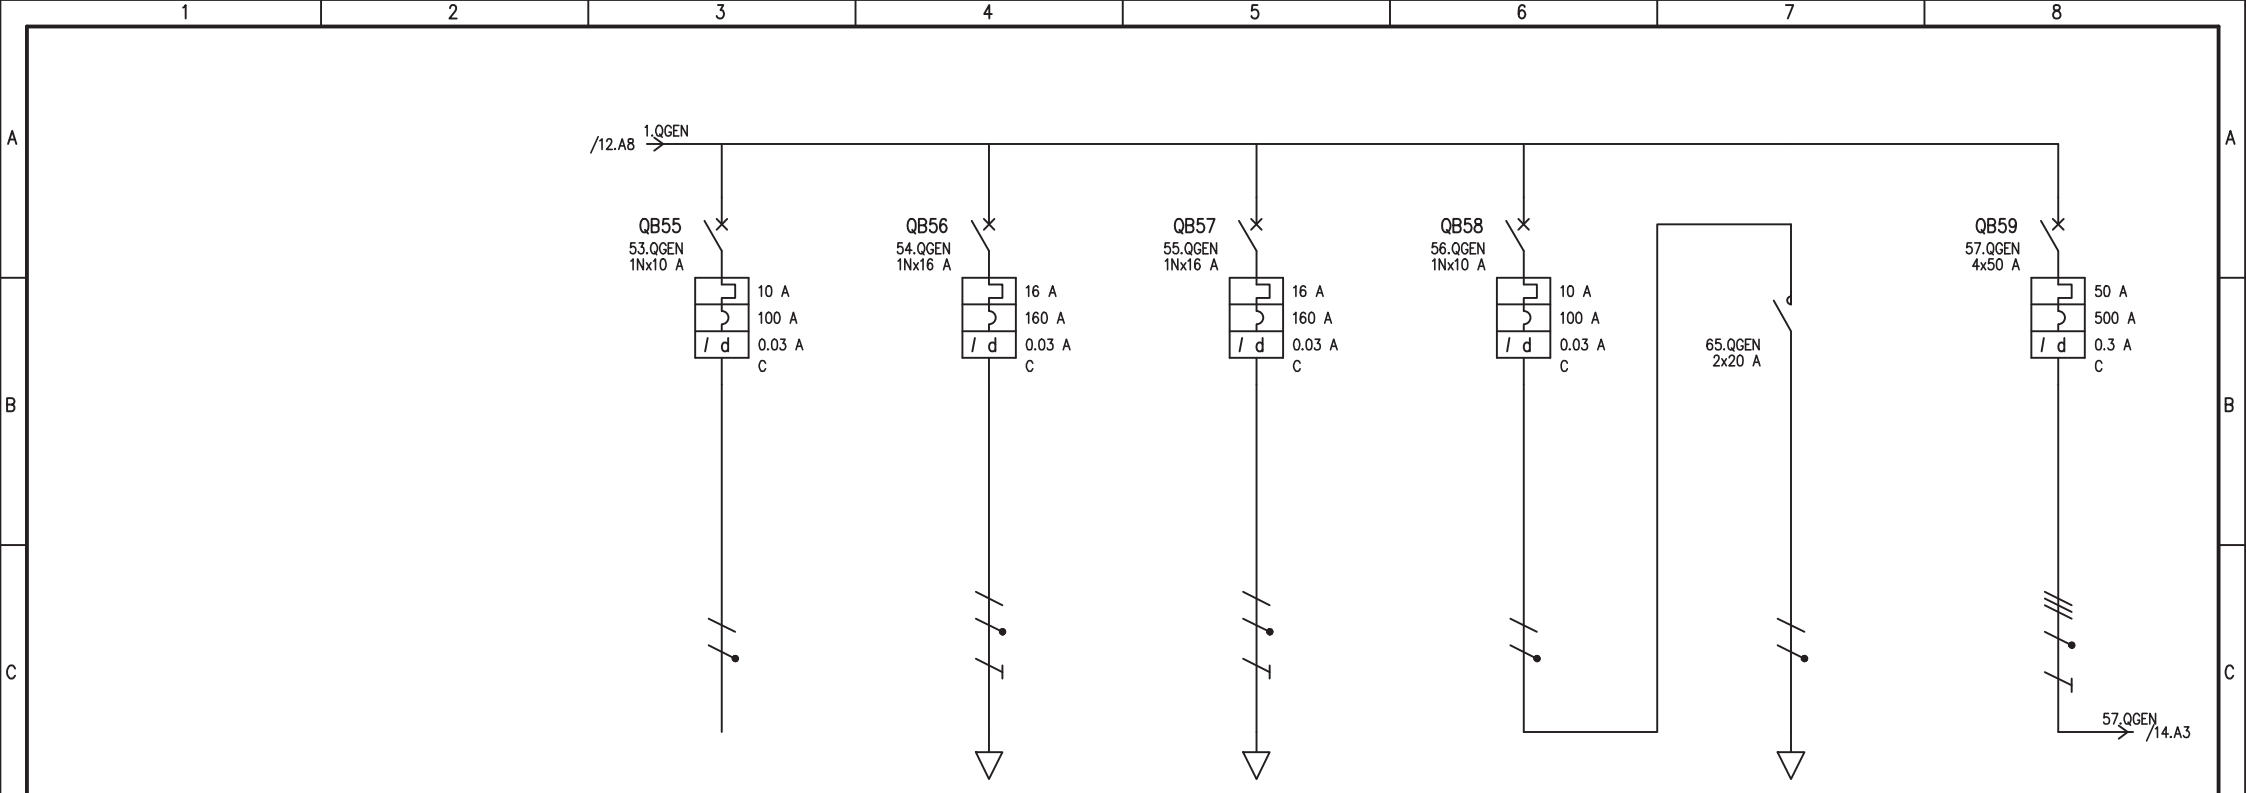 1 2 3 4 5 6 7 8
A A
1.QGEN
/12.A8
QB55
53.QGEN
1Nx10 A
10 A
100 A
I d 0.03 A
C
QB56
54.QGEN
1Nx16 A
16 A
160 A
I d 0.03 A
C
QB57
55.QGEN
1Nx16 A
16 A
160 A
I d 0.03 A
C
QB58
56.QGEN
1Nx10 A
10 A
100 A
I d 0.03 A
C
65.QGEN
2x20 A
QB59
57.QGEN
4x50 A
50 A
500 A
I d 0.3 A
C
B B
C C
57.QGEN
/14.A3